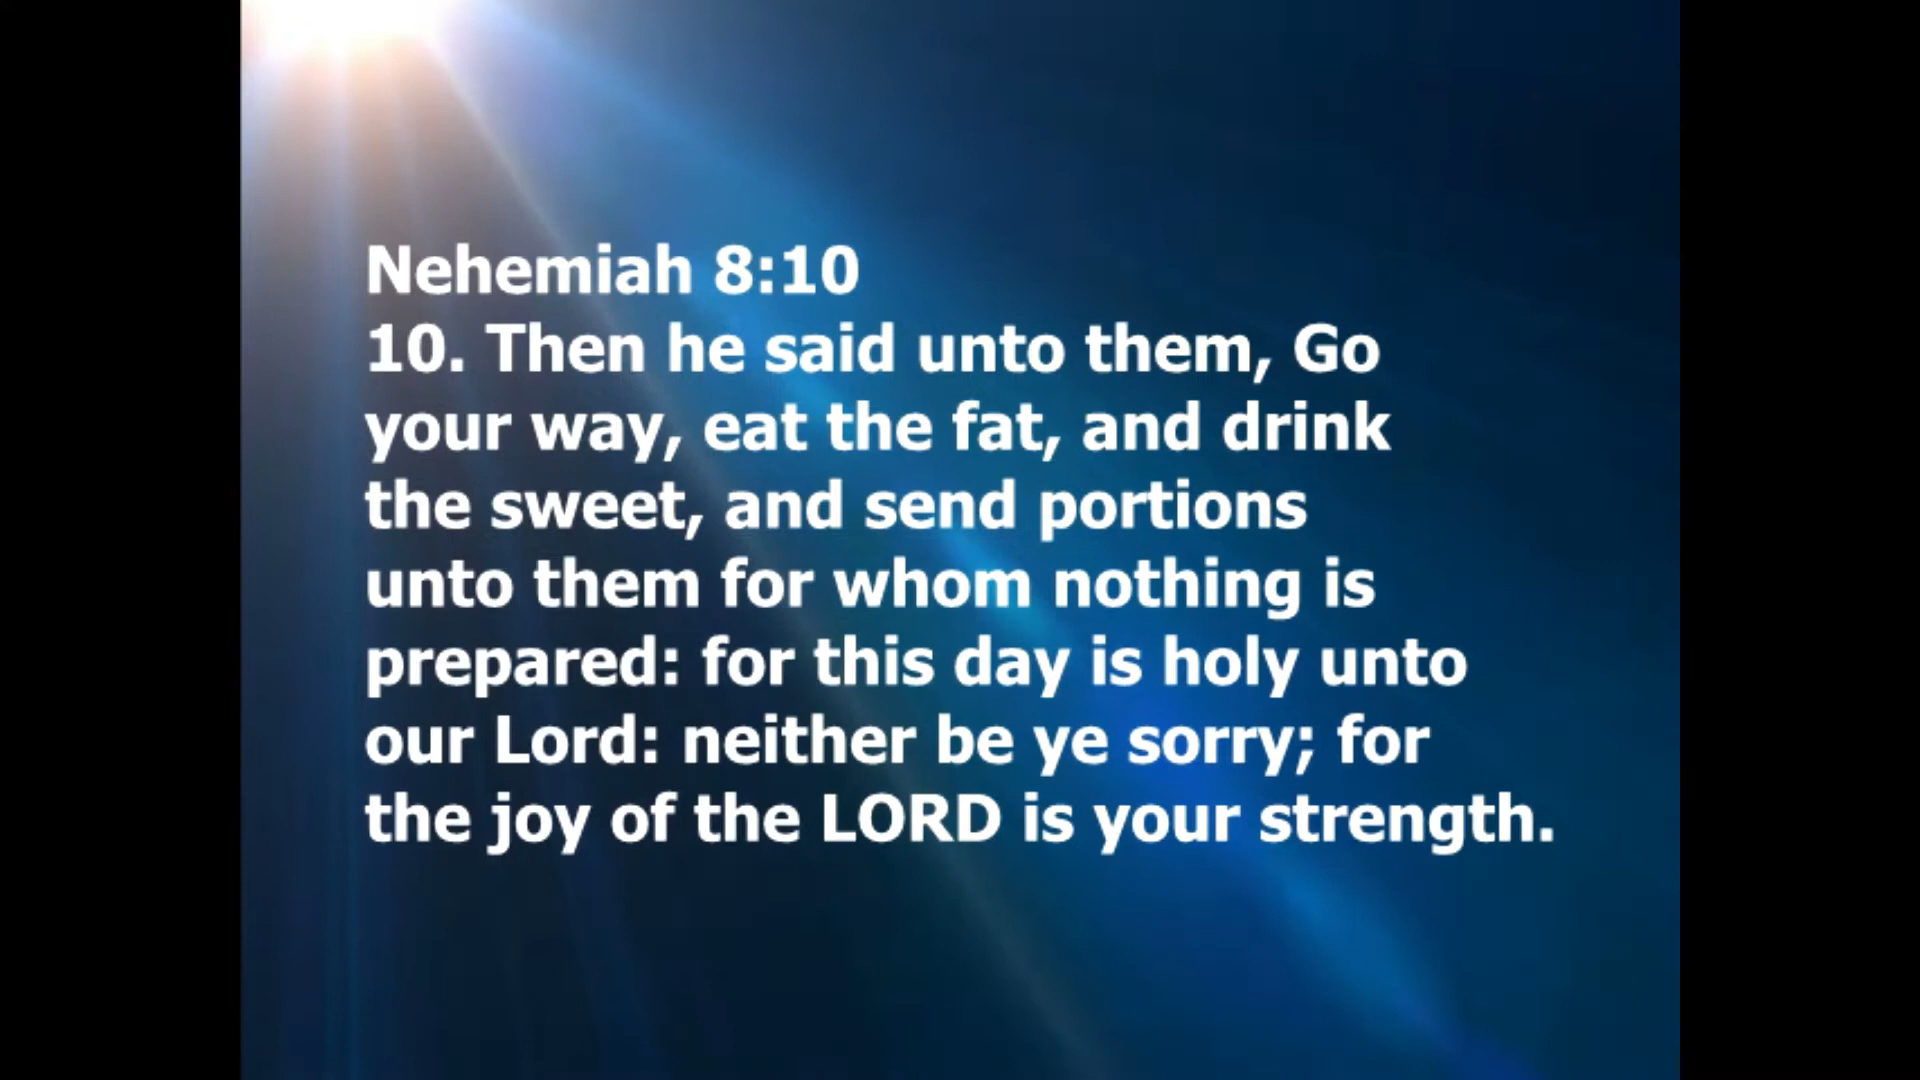 Nehemiah 8:10
10. Then he said unto them, Go
your way, eat the fat, and drink
the sweet, and send portions
unto them for whom nothing is
prepared: for this day is holy unto
our Lord: neither be ye sorry; for
the joy of the LORD is your strength.